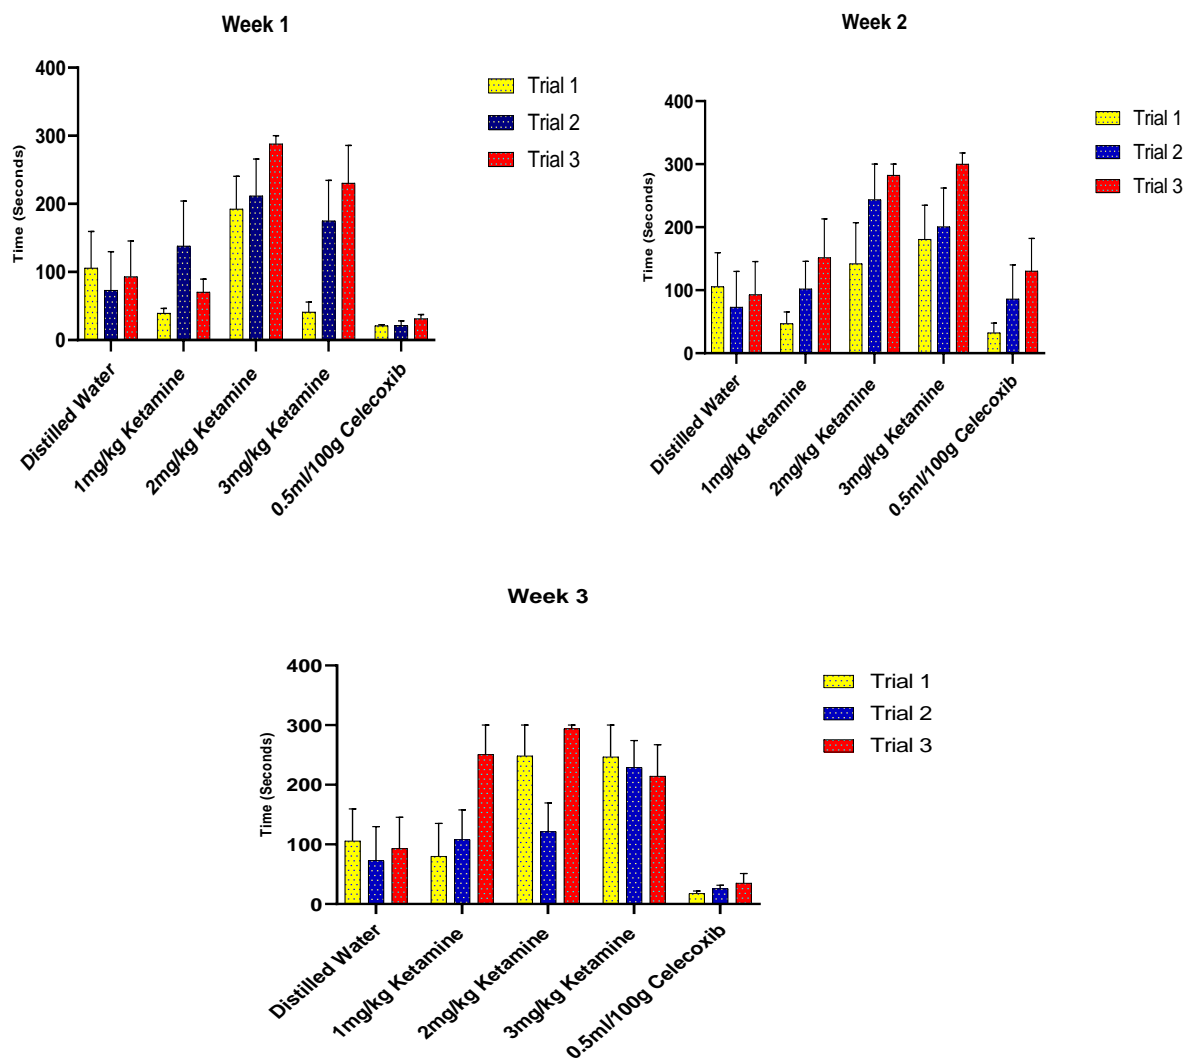 Week 1
Time (Seconds)
400
300
200
100
0
Distilled Water
1mg/kg Ketamine
2mg/kg Ketamine
3mg/kg Ketamine
0.5ml/100g Celecoxib
Trial 1
Trial 2
Trial 3
Week 2
Time (Seconds)
400
300
200
100
0
Distilled Water
1mg/kg Ketamine
2mg/kg Ketamine
3mg/kg Ketamine
0.5ml/100g Celecoxib
Trial 1
Trial 2
Trial 3
Week 3
Time (Seconds)
400
300
200
100
0
Distilled Water
1mg/kg Ketamine
2mg/kg Ketamine
3mg/kg Ketamine
0.5ml/100g Celecoxib
Trial 1
Trial 2
Trial 3